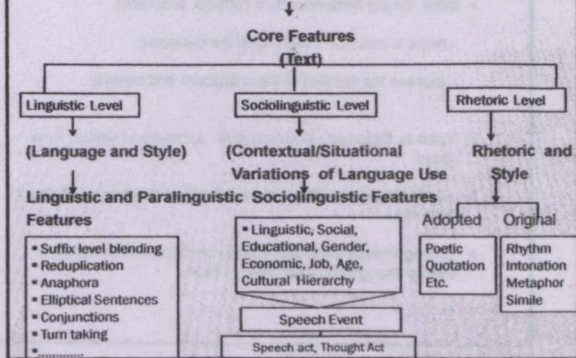 Core Features
(Text)
Linguistic Level
Sociolinguistic Level
Rhetoric Level
(Language and Style)
(Contextual/Situational
Variations of Language Use
Rhetoric and
Style
Linguistic and Paralinguistic
Features
Sociolinguistic Features
Adopted
Original
▪ Suffix level blending
▪ Reduplication
▪ Anaphora
▪ Elliptical Sentences
▪ Conjunctions
▪ Turn taking
▪ ..............
▪ Linguistic, Social,
Educational, Gender,
Economic, Job, Age,
Cultural Hierarchy
Speech Event
Speech act, Thought Act
Poetic
Quotation
Etc.
Rhythm
Intonation
Metaphor
Simile